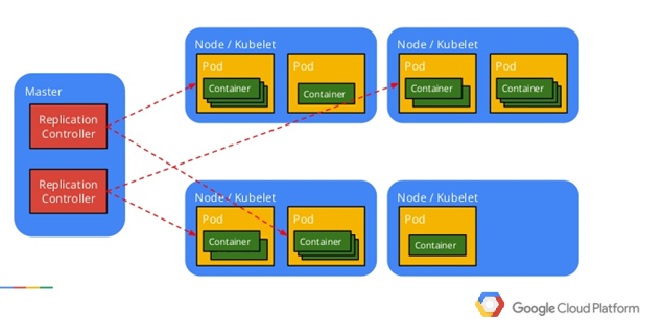 Master
Replication
Controller
Replication
Controller
Node / Kubelet
Pod
Container
Pod
Container
Node / Kubelet
Pod
Container
Pod
Container
Node / Kubelet
Pod
Container
Pod
Container
Node / Kubelet
Pod
Container
Google Cloud Platform